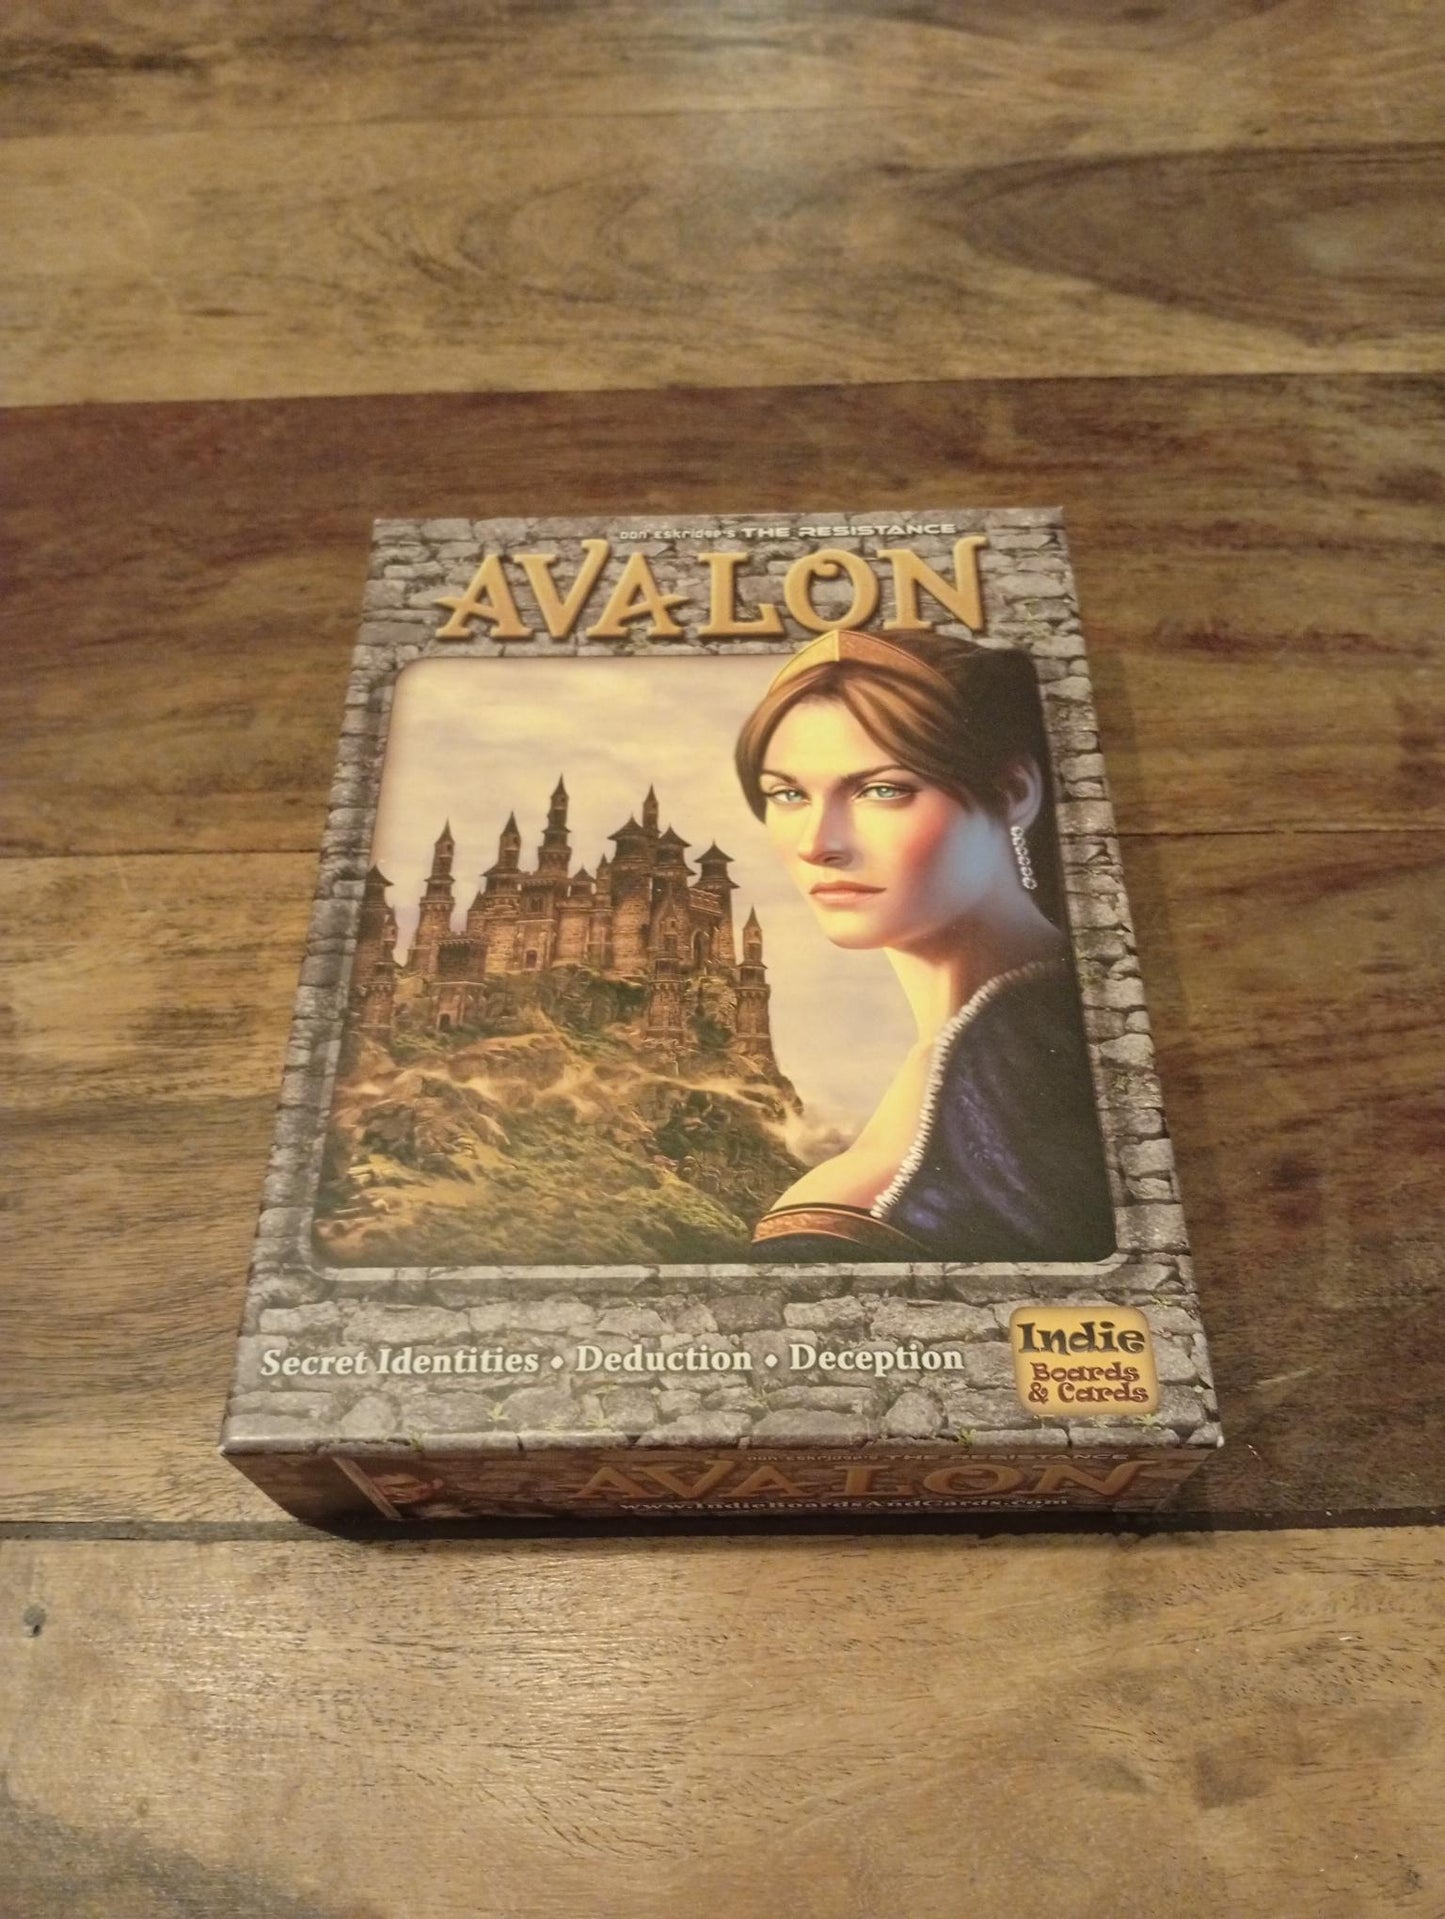 Don Eskridge's THE RESISTANCE
AVALON
Secret Identities • Deduction • Deception
Indie
Boards
& Cards
Don Eskridge's THE RESISTANCE
AVALON
www.IndieBoardsAndCards.com